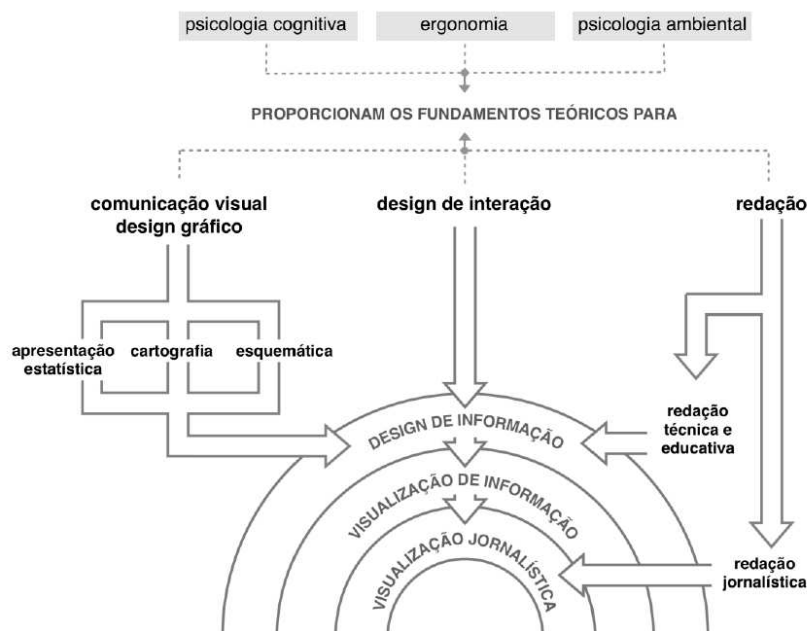 psicologia cognitiva
ergonomia
psicologia ambiental
PROPORCIONAM OS FUNDAMENTOS TEÓRICOS PARA
comunicação visual
design gráfico
design de interação
redação
apresentação
estatística
cartografia
esquemática
DESIGN DE INFORMAÇÃO
redação
técnica e
educativa
VISUALIZAÇÃO DE INFORMAÇÃO
VISUALIZAÇÃO JORNALÍSTICA
redação
jornalística